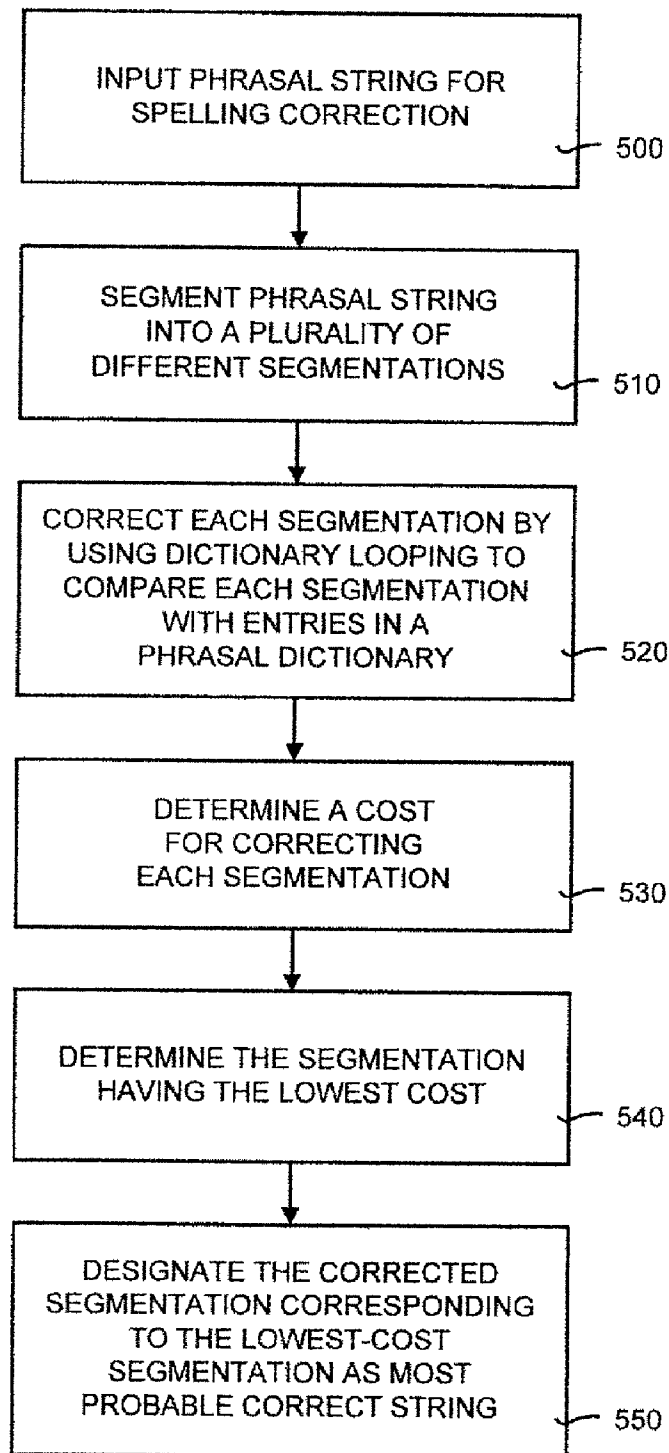 INPUT PHRASAL STRING FOR
SPELLING CORRECTION
500
SEGMENT PHRASAL STRING
INTO A PLURALITY OF
DIFFERENT SEGMENTATIONS
510
CORRECT EACH SEGMENTATION BY
USING DICTIONARY LOOPING TO
COMPARE EACH SEGMENTATION
WITH ENTRIES IN A
PHRASAL DICTIONARY
520
DETERMINE A COST
FOR CORRECTING
EACH SEGMENTATION
530
DETERMINE THE SEGMENTATION
HAVING THE LOWEST COST
540
DESIGNATE THE CORRECTED
SEGMENTATION CORRESPONDING
TO THE LOWEST-COST
SEGMENTATION AS MOST
PROBABLE CORRECT STRING
550